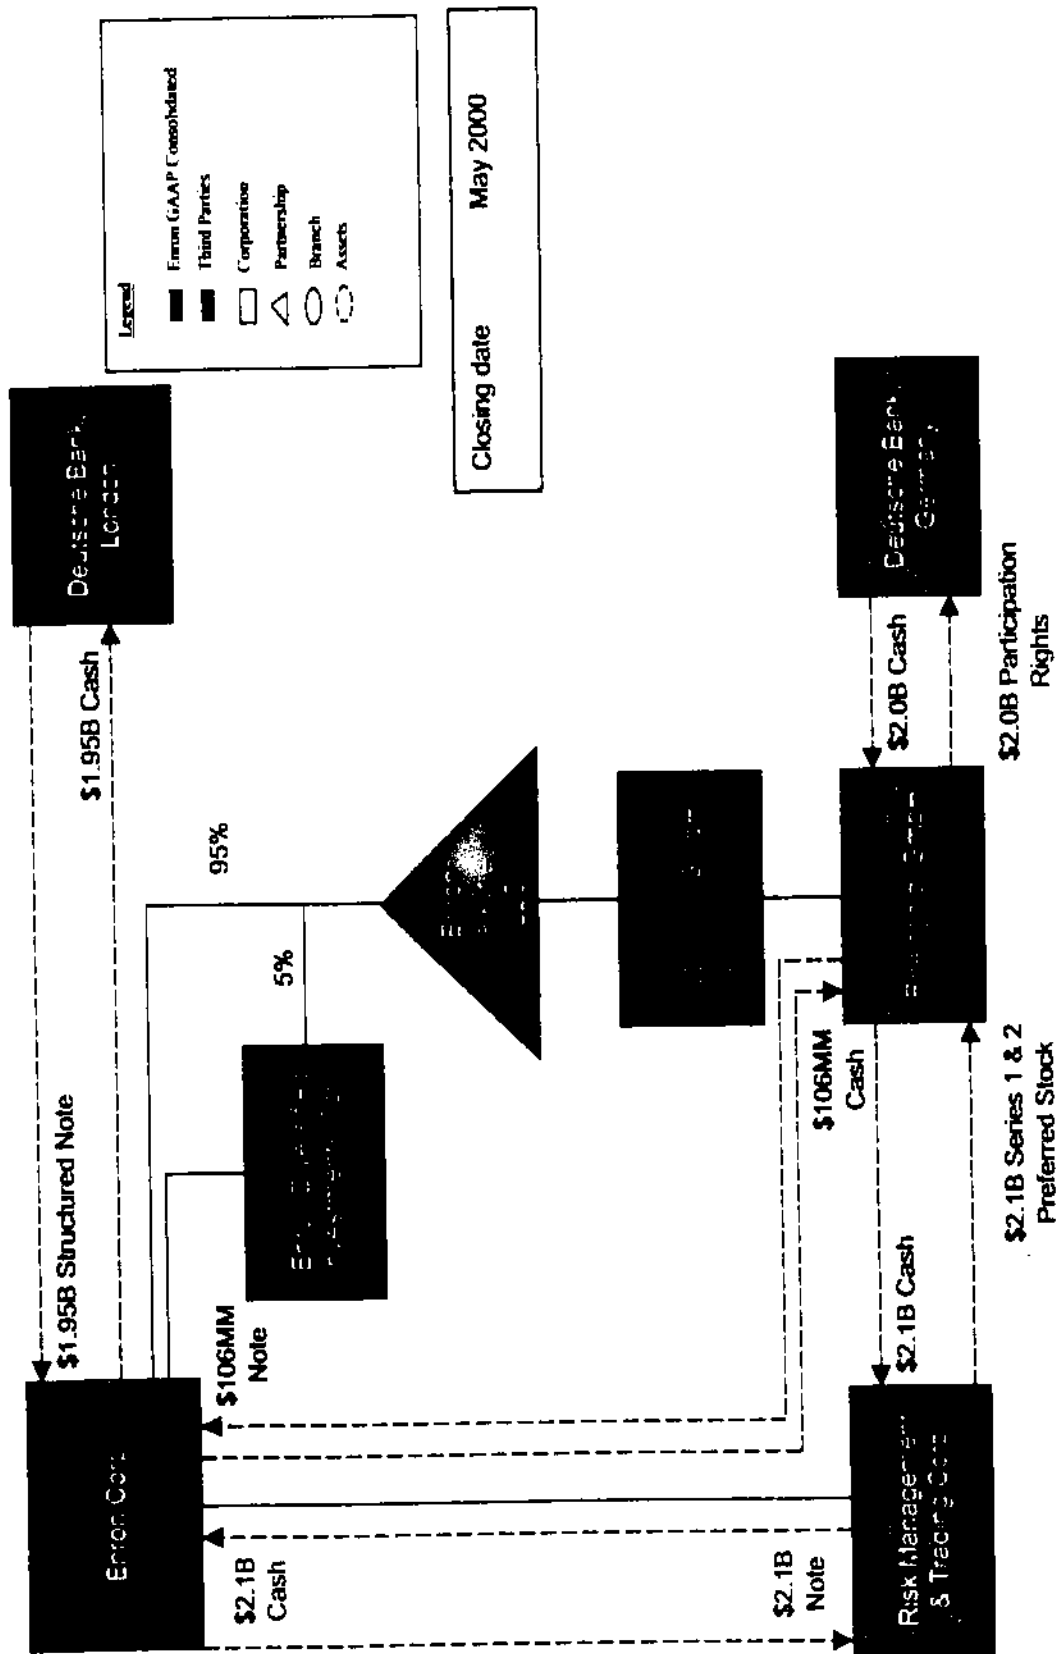 Enron Corp.
$1.95B Structured Note
$1.95B Cash
Deutsche Bank,
London
Legend
Enron GAAP Consolidated
Third Parties
Corporation
Partnership
Branch
Assets
Closing date May 2000
95%
5%
$106MM
Note
$2.1B
Cash
$2.1B
Note
$106MM
Cash
$2.1B Cash
$2.0B Cash
Risk Management
& Trading Corp.
Deutsche Bank,
Germany
$2.1B Series 1 & 2
Preferred Stock
$2.0B Participation
Rights